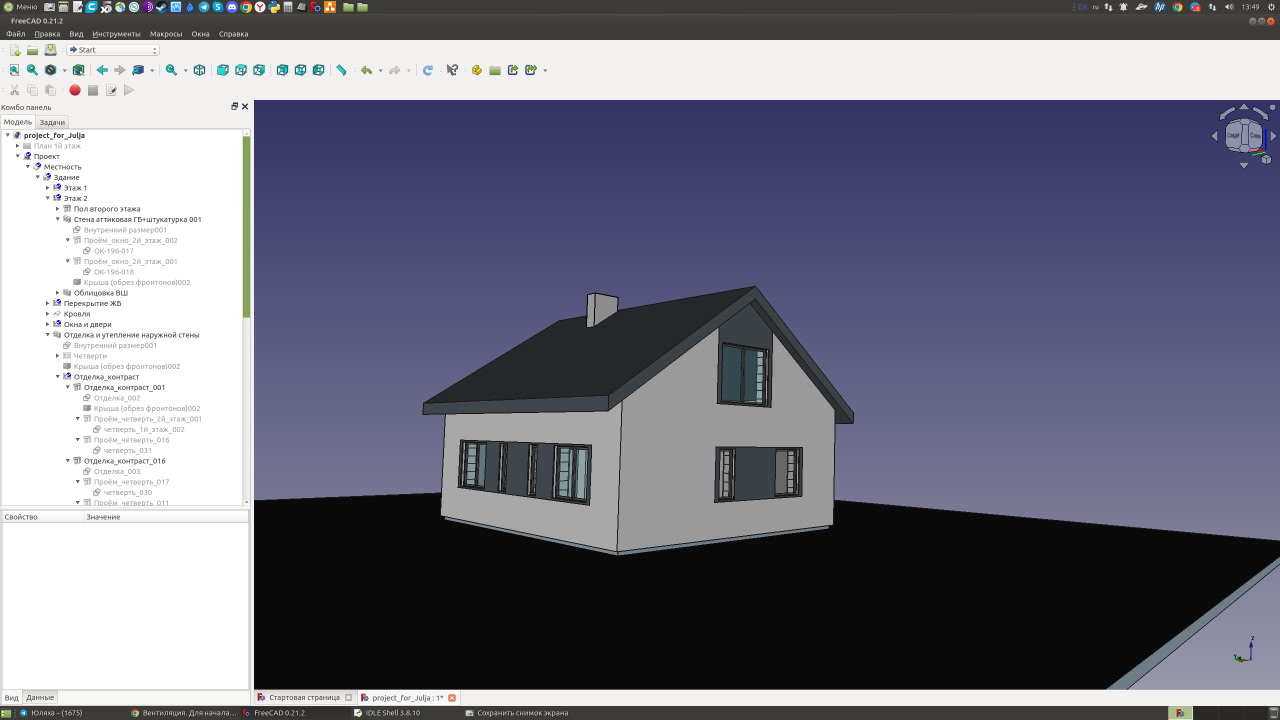 Меню
EN
ru
13:49
FreeCAD 0.21.2
Файл Правка Вид Инструменты Макросы Окна Справка
Start
Комбо панель
Модель Задачи
project_for_Julja
План 1й этаж
Проект
Местность
Здание
Этаж 1
Этаж 2
Пол второго этажа
Стена аттиковая ГБ+штукатурка 001
Внутренний размер001
Проём_окно_2й_этаж_002
ОК-196-017
Проём_окно_2й_этаж_001
ОК-196-018
Крыша (обрез фронтонов)002
Облицовка ВШ
Перекрытие ЖБ
Кровля
Окна и двери
Отделка и утепление наружной стены
Внутренний размер001
Четверти
Крыша (обрез фронтонов)002
Отделка_контраст
Отделка_контраст_001
Отделка_002
Крыша (обрез фронтонов)002
Проём_четверть_2й_этаж_001
четверть_1й_этаж_002
Проём_четверть_016
четверть_031
Отделка_контраст_016
Отделка_003
Проём_четверть_017
четверть_030
Проём_четверть_011
Свойство Значение
Вид Данные
Стартовая страница
project_for_Julja : 1*
Юляха – (1675)
Вентиляция. Для начала...
FreeCAD 0.21.2
IDLE Shell 3.8.10
Сохранить снимок экрана